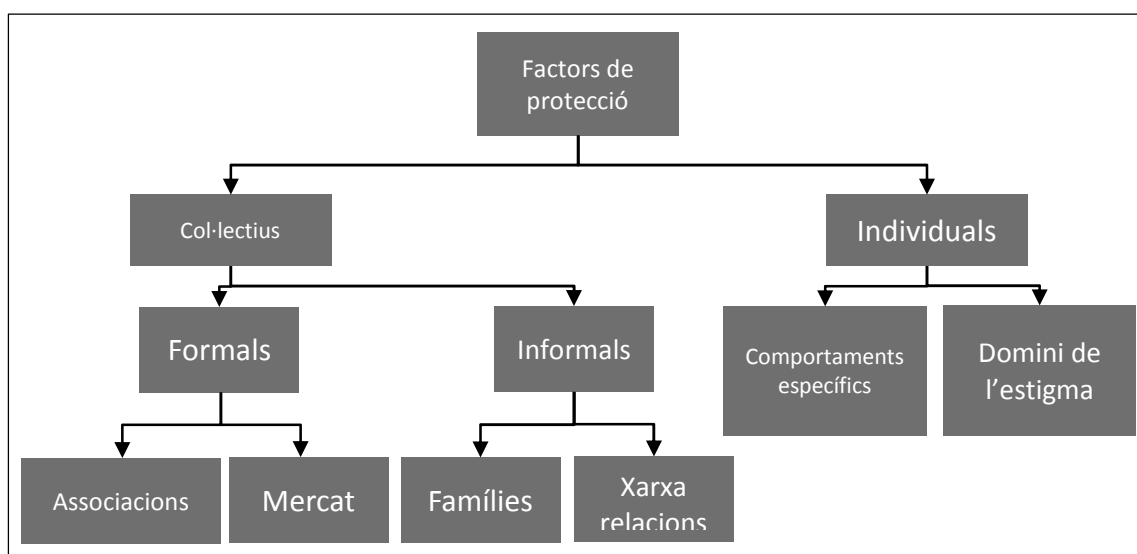 Factors de
protecció
Col·lectius
Individuals
Formals
Informals
Comportaments
específics
Domini de
l’estigma
Associacions
Mercat
Famílies
Xarxa
relacions